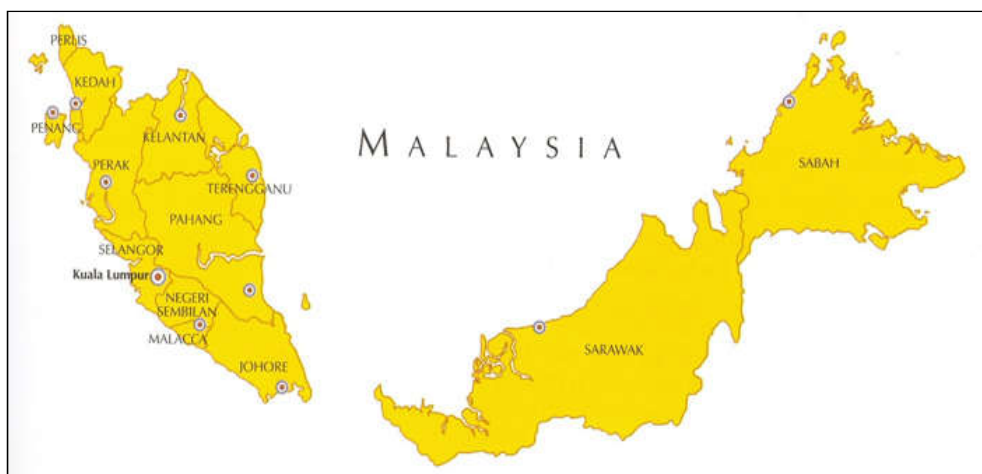 PERLIS
KEDAH
PENANG
KELANTAN
MALAYSIA
PERAK
SABAH
TERENGGANU
PAHANG
SELANGOR
Kuala Lumpur
NEGERI
SEMBILAN
MALACCA
SARAWAK
JOHORE